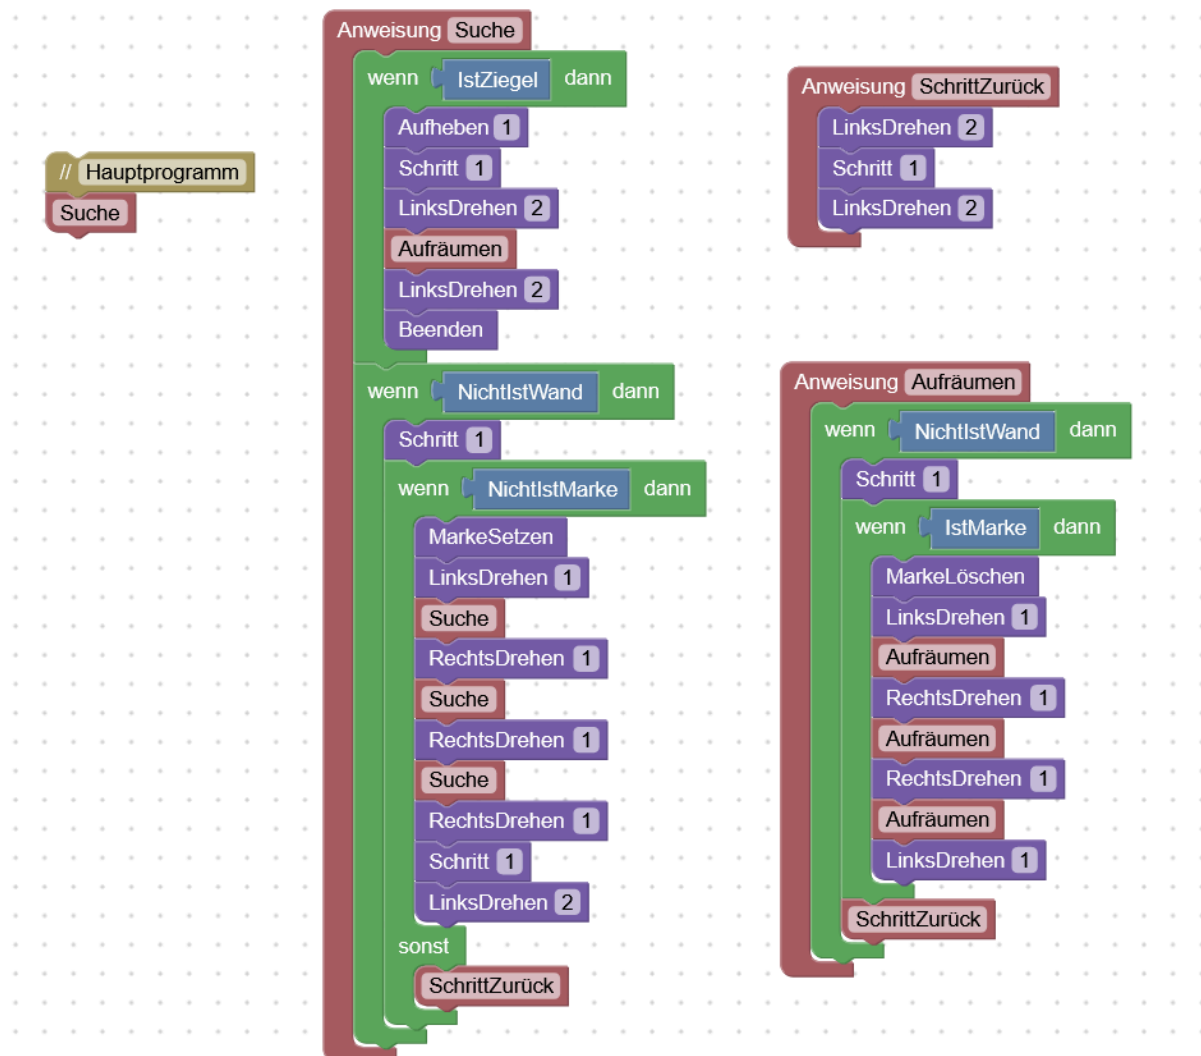 // Hauptprogramm
Suche
Anweisung Suche
wenn IstZiegel dann
Aufheben 1
Schritt 1
LinksDrehen 2
Aufräumen
LinksDrehen 2
Beenden
wenn NichtIstWand dann
Schritt 1
wenn NichtIstMarke dann
MarkeSetzen
LinksDrehen 1
Suche
RechtsDrehen 1
Suche
RechtsDrehen 1
Suche
RechtsDrehen 1
Schritt 1
LinksDrehen 2
sonst
SchrittZurück
Anweisung SchrittZurück
LinksDrehen 2
Schritt 1
LinksDrehen 2
Anweisung Aufräumen
wenn NichtIstWand dann
Schritt 1
wenn IstMarke dann
MarkeLöschen
LinksDrehen 1
Aufräumen
RechtsDrehen 1
Aufräumen
RechtsDrehen 1
Aufräumen
LinksDrehen 1
SchrittZurück